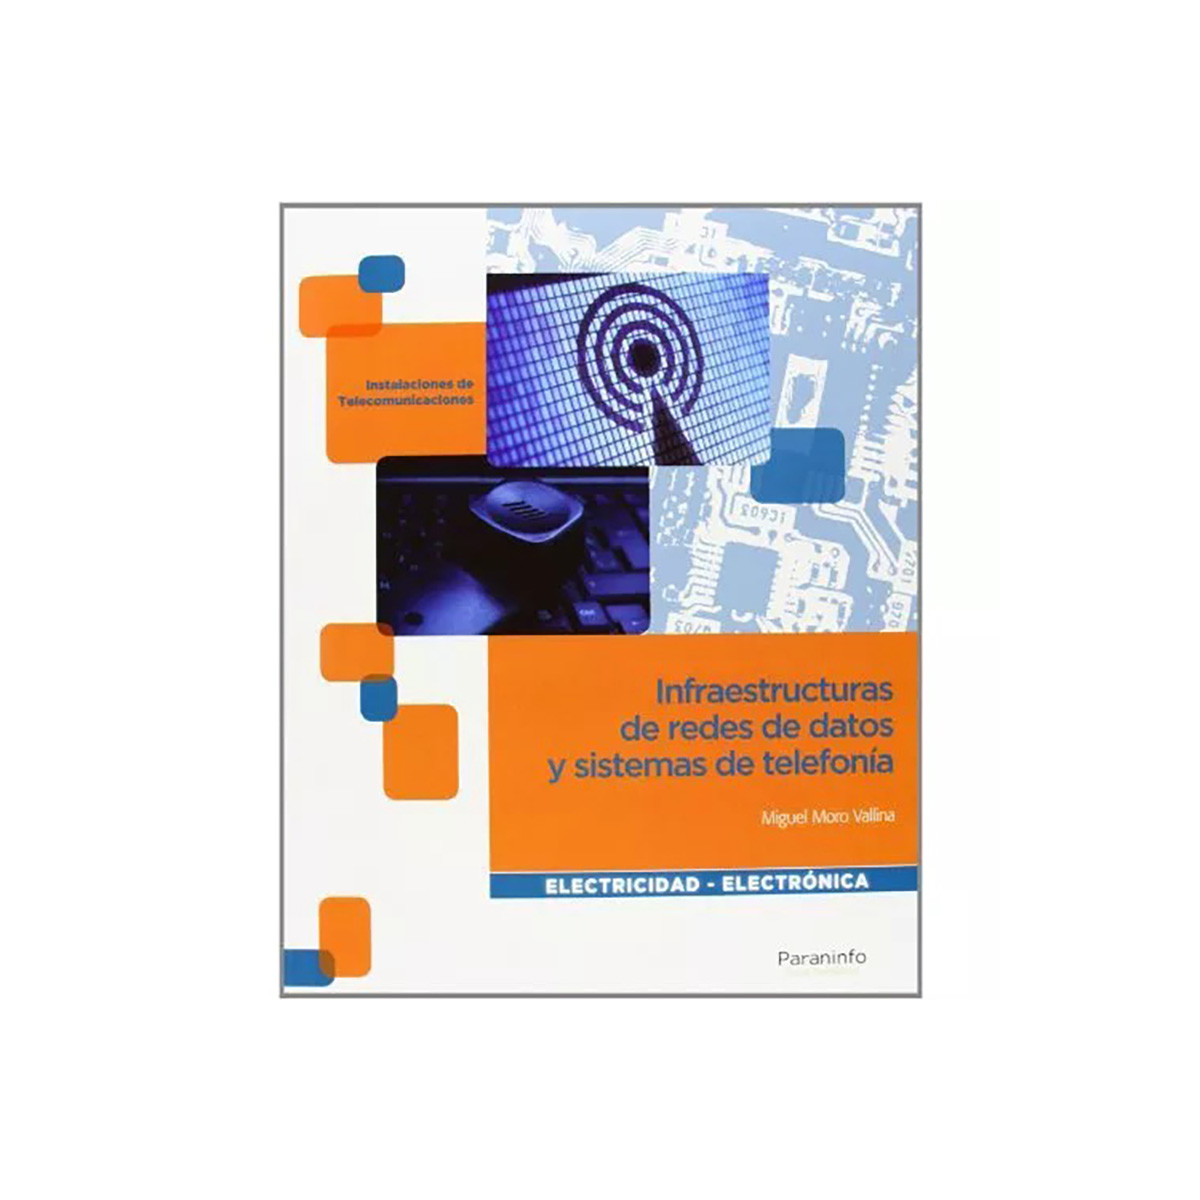 Instalaciones de
Telecomunicaciones
Infraestructuras
de redes de datos
y sistemas de telefonía
Miguel Moro Vallina
ELECTRICIDAD - ELECTRÓNICA
Paraninfo